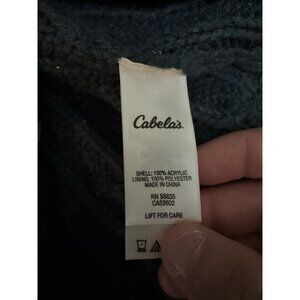 Cabela's.
SHELL: 100% ACRYLIC
LINING: 100% POLYESTER
MADE IN CHINA
RN 56835
CA53602
LIFT FOR CARE